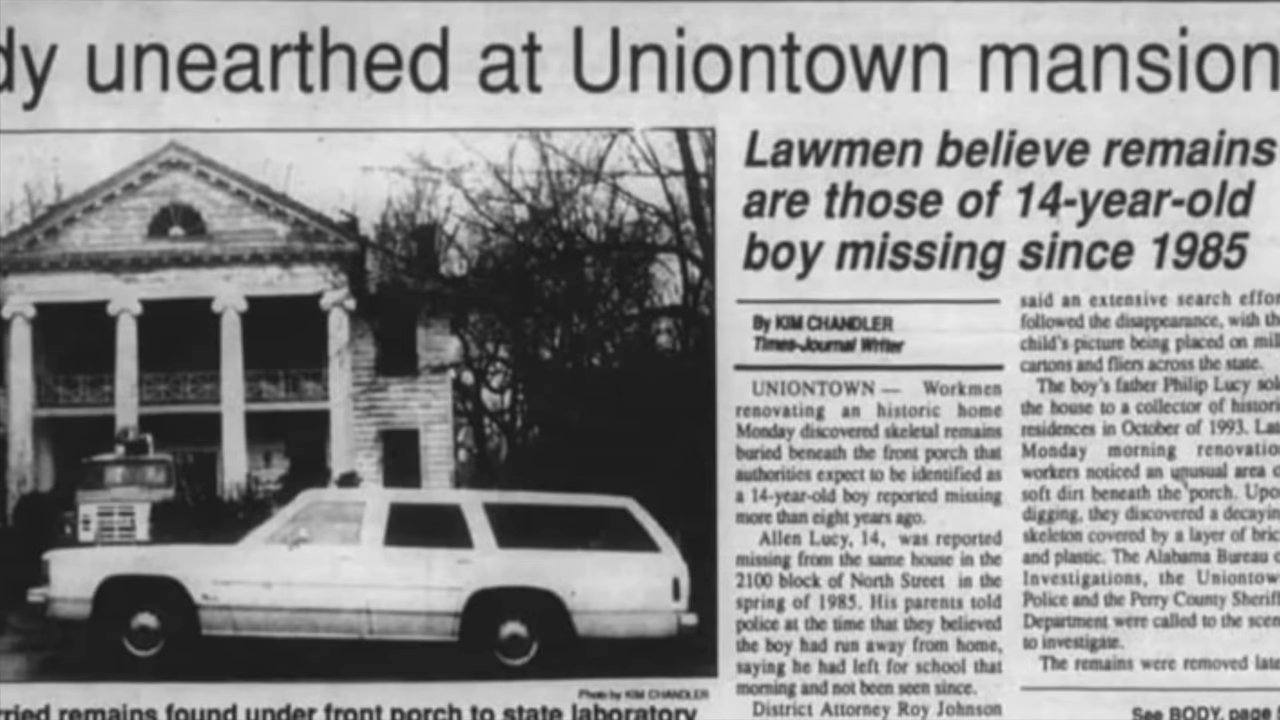 dy unearthed at Uniontown mansion
Lawmen believe remains
are those of 14-year-old
boy missing since 1985
By KIM CHANDLER
Times-Journal Writer
UNIONTOWN — Workmen
renovating an historic home
Monday discovered skeletal remains
buried beneath the front porch that
authorities expect to be identified as
a 14-year-old boy reported missing
more than eight years ago.
Allen Lucy, 14, was reported
missing from the same house in the
2100 block of North Street in the
spring of 1985. His parents told
police at the time that they believed
the boy had run away from home,
saying he had left for school that
morning and not been seen since.
District Attorney Roy Johnson
said an extensive search effor
followed the disappearance, with th
child's picture being placed on mil
cartons and fliers across the state.
The boy's father Philip Lucy sol
the house to a collector of histori
residences in October of 1993. Lat
Monday morning renovatio
workers noticed an unusual area o
soft dirt beneath the porch. Upo
digging, they discovered a decayin
skeleton covered by a layer of bric
and plastic. The Alabama Bureau o
Investigations, the Uniontow
Police and the Perry County Sheriff
Department were called to the scen
to investigate.
The remains were removed late
See BODY, page
Photo by KIM CHANDLER
rried remains found under front porch to state laboratory